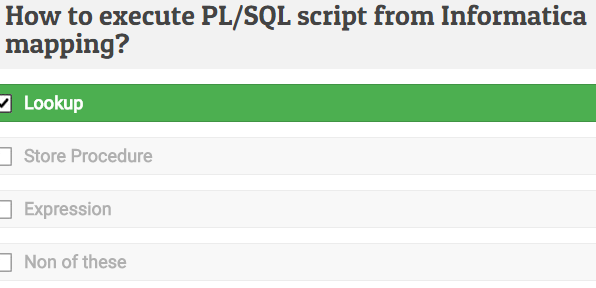 How to execute PL/SQL script from Informatica
mapping?
Lookup
Store Procedure
Expression
Non of these